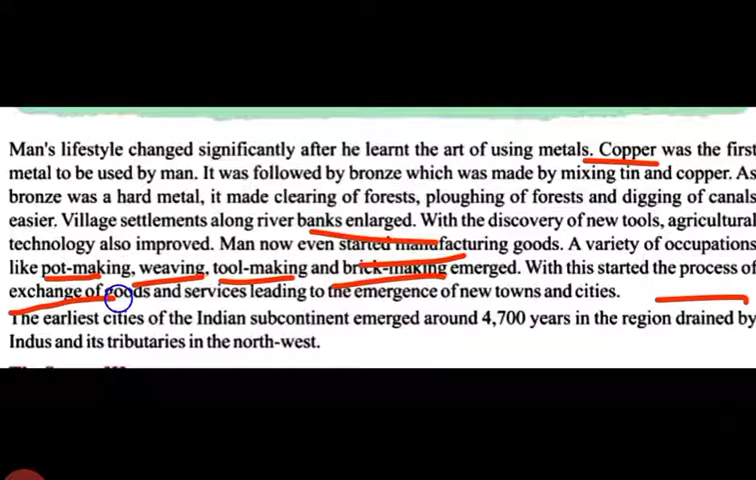 Man's lifestyle changed significantly after he learnt the art of using metals. Copper was the first
metal to be used by man. It was followed by bronze which was made by mixing tin and copper. As
bronze was a hard metal, it made clearing of forests, ploughing of forests and digging of canals
easier. Village settlements along river banks enlarged. With the discovery of new tools, agricultural
technology also improved. Man now even started manufacturing goods. A variety of occupations
like pot-making, weaving, tool-making and brick-making emerged. With this started the process of
exchange of goods and services leading to the emergence of new towns and cities.
The earliest cities of the Indian subcontinent emerged around 4,700 years in the region drained by
Indus and its tributaries in the north-west.